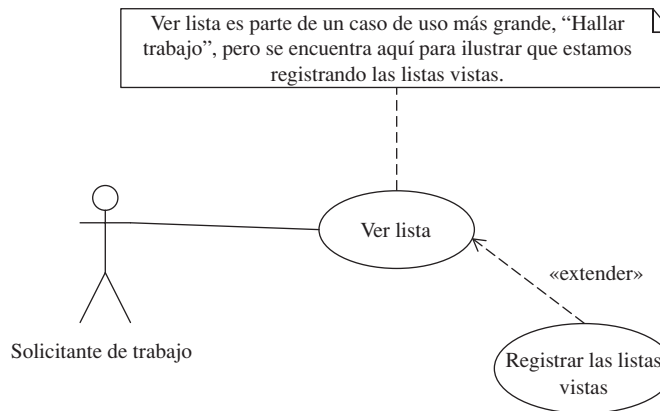 Ver lista es parte de un caso de uso más grande, “Hallar
trabajo”, pero se encuentra aquí para ilustrar que estamos
registrando las listas vistas.
Ver lista
«extender»
Solicitante de trabajo
Registrar las listas
vistas